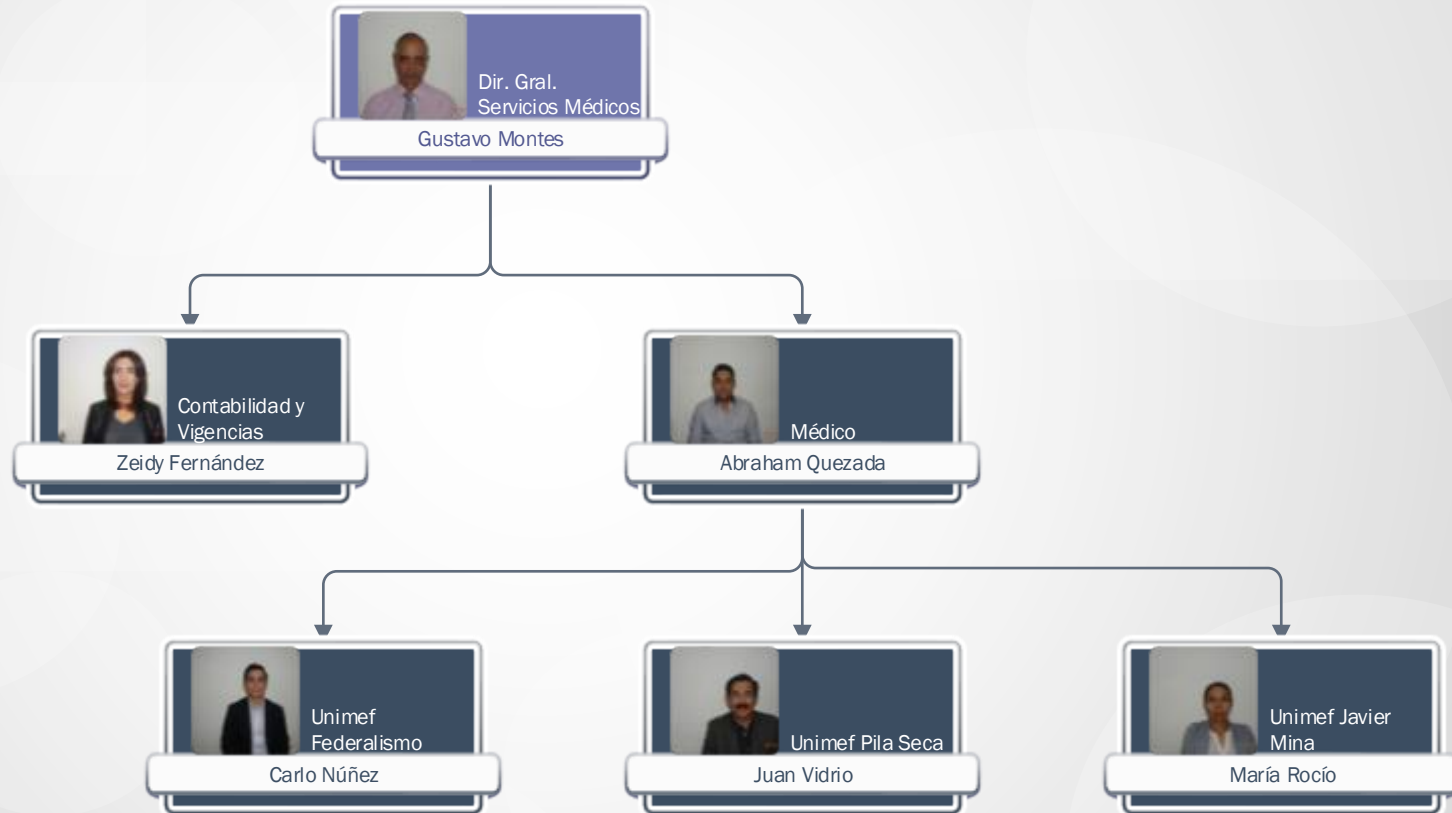 Dir. Gral.
Servicios Médicos
Gustavo Montes
Contabilidad y
Vigencias
Zeidy Fernández
Médico
Abraham Quezada
Unimef
Federalismo
Carlo Núñez
Unimef Pila Seca
Juan Vidrio
Unimef Javier
Mina
María Rocío